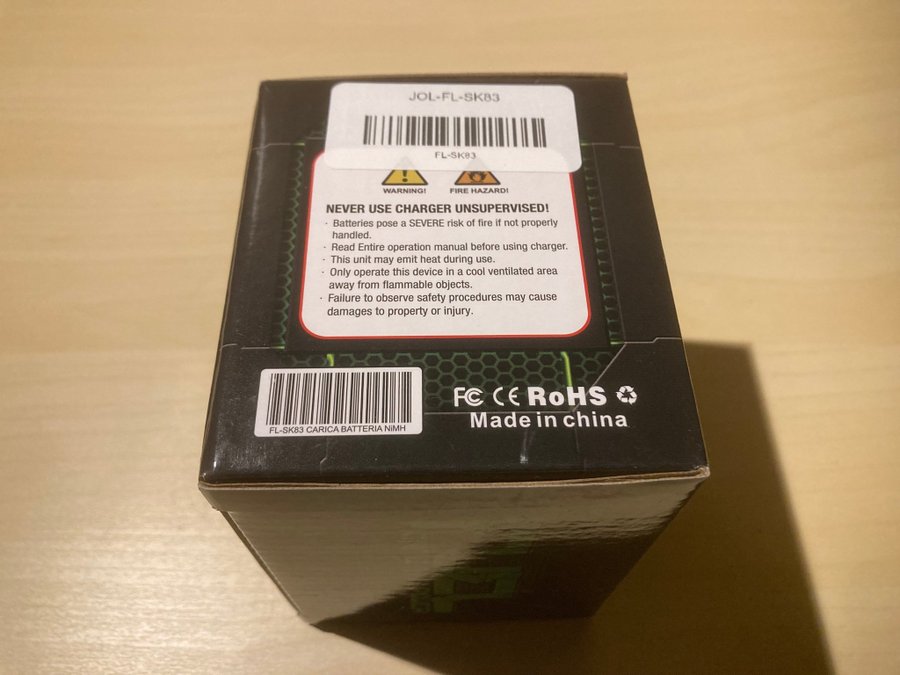 JOL-FL-SK83
FL-SK83
WARNING!
FIRE HAZARD!
NEVER USE CHARGER UNSUPERVISED!
· Batteries pose a SEVERE risk of fire if not properly
handled.
· Read Entire operation manual before using charger.
· This unit may emit heat during use.
· Only operate this device in a cool ventilated area
away from flammable objects.
· Failure to observe safety procedures may cause
damages to property or injury.
FC CE RoHS
Made in china
FL-SK83 CARICA BATTERIA NiMH